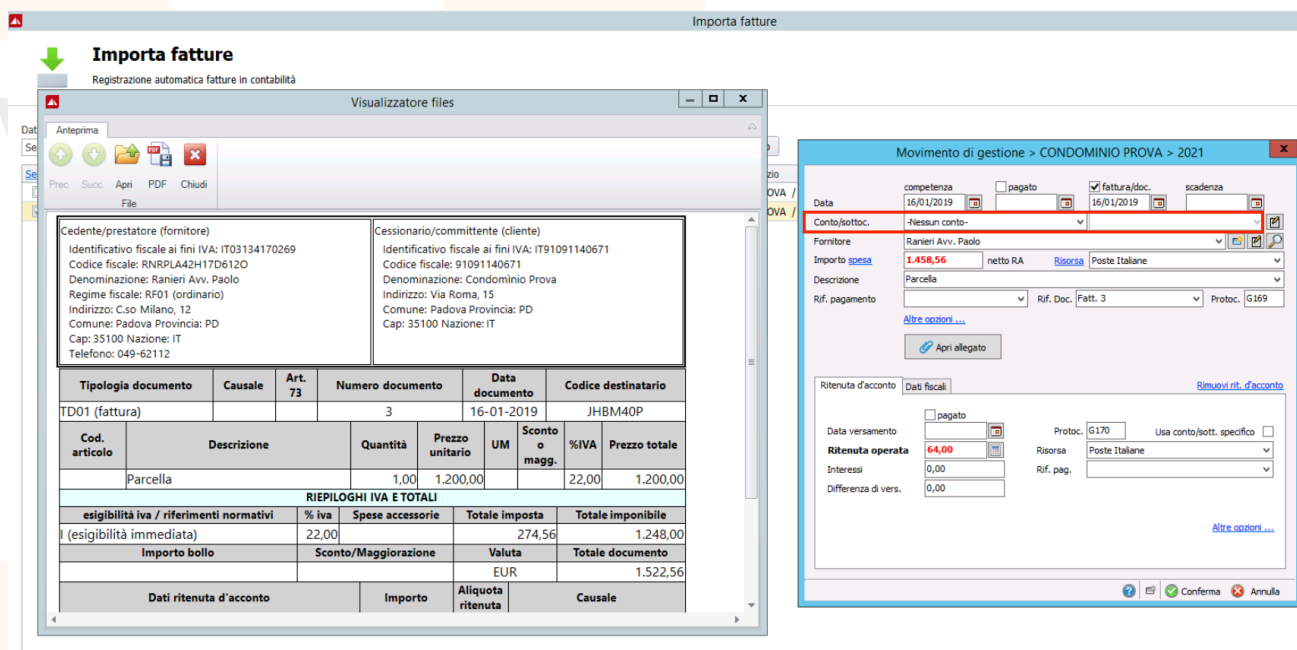 Importa fatture
Importa fatture
Registrazione automatica fatture in contabilità
Visualizzatore files
Anteprima
Prec. Succ. Apri PDF Chiudi
File
Cedente/prestatore (fornitore)
Identificativo fiscale ai fini IVA: IT03134170269
Codice fiscale: RNRPLA42H17D612O
Denominazione: Ranieri Avv. Paolo
Regime fiscale: RF01 (ordinario)
Indirizzo: C.so Milano, 12
Comune: Padova Provincia: PD
Cap: 35100 Nazione: IT
Telefono: 049-62112
Cessionario/committente (cliente)
Identificativo fiscale ai fini IVA: IT91091140671
Codice fiscale: 91091140671
Denominazione: Condomìnio Prova
Indirizzo: Via Roma, 15
Comune: Padova Provincia: PD
Cap: 35100 Nazione: IT
Tipologia documento Causale Art. 73 Numero documento Data documento Codice destinatario
TD01 (fattura) 3 16-01-2019 JHBM40P
Cod. articolo Descrizione Quantità Prezzo unitario UM Sconto o magg. %IVA Prezzo totale
Parcella 1,00 1.200,00 22,00 1.200,00
RIEPILOGHI IVA E TOTALI
esigibilità iva / riferimenti normativi % iva Spese accessorie Totale imposta Totale imponibile
I (esigibilità immediata) 22,00 274,56 1.248,00
Importo bollo Sconto/Maggiorazione Valuta Totale documento
EUR 1.522,56
Dati ritenuta d'acconto Importo Aliquota ritenuta Causale
Dat
Se
Se
zio
OVA /
OVA /
Movimento di gestione > CONDOMINIO PROVA > 2021
competenza pagato fattura/doc. scadenza
Data 16/01/2019 16/01/2019
Conto/sottoc. -Nessun conto-
Fornitore Ranieri Avv. Paolo
Importo spesa 1.458,56 netto RA Risorsa Poste Italiane
Descrizione Parcella
Rif. pagamento Rif. Doc. Fatt. 3 Protoc. G169
Altre opzioni ...
Apri allegato
Ritenuta d'acconto Dati fiscali Rimuovi rit. d'acconto
pagato
Data versamento Protoc. G170 Usa conto/sott. specifico
Ritenuta operata 64,00 Risorsa Poste Italiane
Interessi 0,00 Rif. pag.
Differenza di vers. 0,00
Altre opzioni ...
Conferma Annulla